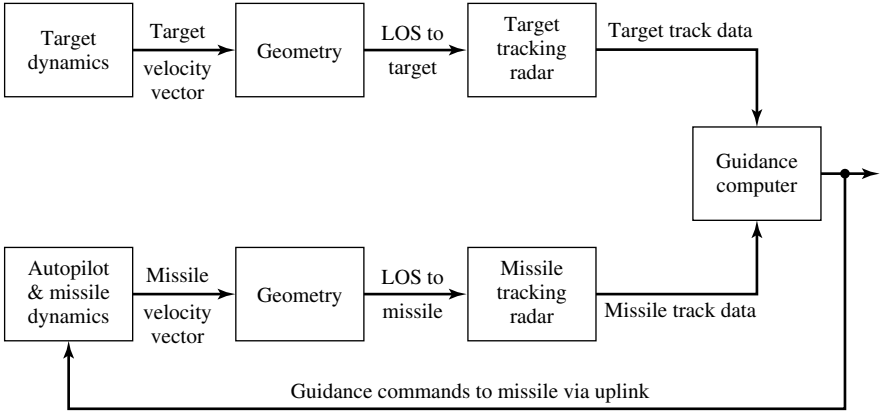 Target
dynamics
Target
velocity
vector
Geometry
LOS to
target
Target
tracking
radar
Target track data
Guidance
computer
Autopilot
& missile
dynamics
Missile
velocity
vector
Geometry
LOS to
missile
Missile
tracking
radar
Missile track data
Guidance commands to missile via uplink